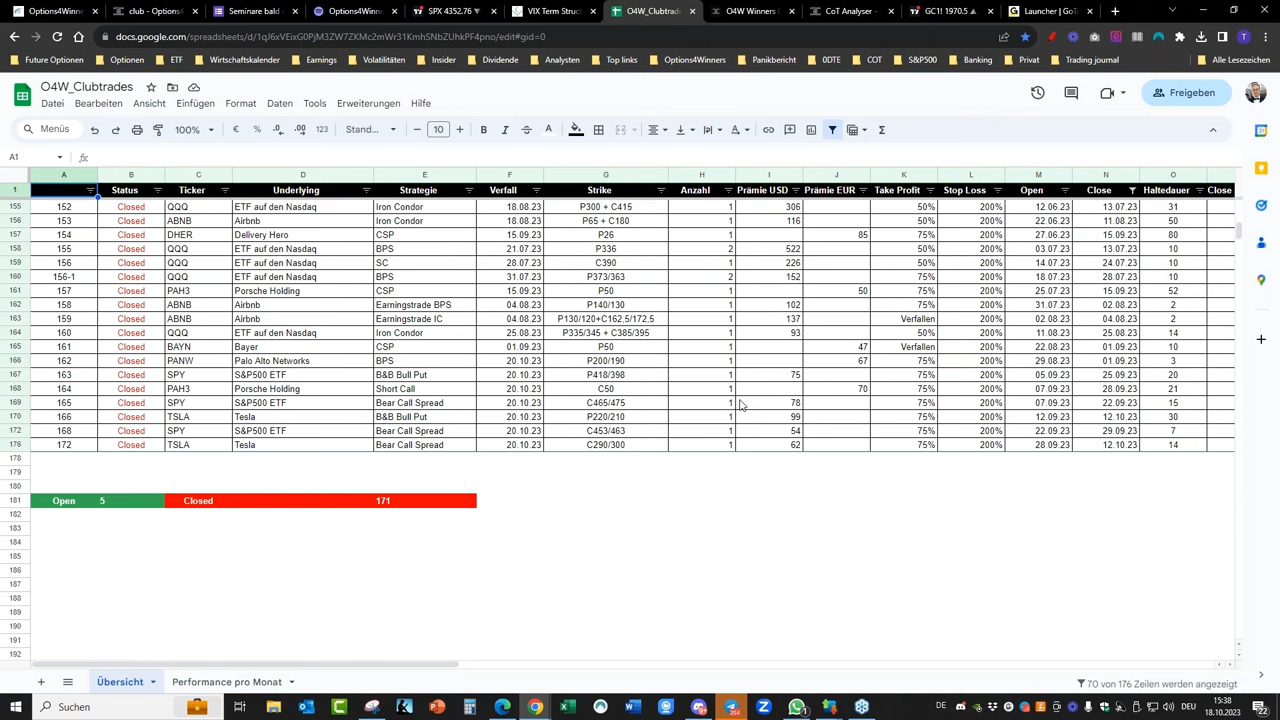 Options4Winne
club - Options4
Seminare bald v
Options4Winne
SPX 4352.76
VIX Term Struct
O4W_Clubtrade
O4W Winners C
CoT Analyser -
GC1! 1970.5
Launcher | GoTo
docs.google.com/spreadsheets/d/1qJ6xVEixG0PjM3ZW7ZKMc2mWr31KmhSNbZUhkPF4pno/edit#gid=0
Future Optionen Optionen ETF Wirtschaftskalender Earnings Volatilitäten Insider Dividende Analysten Top links Options4Winners Panikbericht 0DTE COT S&P500 Banking Privat Trading journal Alle Lesezeichen
O4W_Clubtrades
Datei Bearbeiten Ansicht Einfügen Format Daten Tools Erweiterungen Hilfe
Freigeben
Menüs 100% € % .0 .00 123 Stand... 10 B I A
A1 fx
A B C D E F G H I J K L M N O
1 Status Ticker Underlying Strategie Verfall Strike Anzahl Prämie USD Prämie EUR Take Profit Stop Loss Open Close Haltedauer Close
155 152 Closed QQQ ETF auf den Nasdaq Iron Condor 18.08.23 P300 + C415 1 306 50% 200% 12.06.23 13.07.23 31
156 153 Closed ABNB Airbnb Iron Condor 18.08.23 P65 + C180 1 116 50% 200% 22.06.23 11.08.23 50
157 154 Closed DHER Delivery Hero CSP 15.09.23 P26 1 85 75% 200% 27.06.23 15.09.23 80
158 155 Closed QQQ ETF auf den Nasdaq BPS 21.07.23 P336 2 522 50% 200% 03.07.23 13.07.23 10
159 156 Closed QQQ ETF auf den Nasdaq SC 28.07.23 C390 1 226 50% 200% 14.07.23 24.07.23 10
160 156-1 Closed QQQ ETF auf den Nasdaq BPS 31.07.23 P373/363 2 152 75% 200% 18.07.23 28.07.23 10
161 157 Closed PAH3 Porsche Holding CSP 15.09.23 P50 1 50 75% 200% 25.07.23 15.09.23 52
162 158 Closed ABNB Airbnb Earningstrade BPS 04.08.23 P140/130 1 102 75% 200% 31.07.23 02.08.23 2
163 159 Closed ABNB Airbnb Earningstrade IC 04.08.23 P130/120+C162,5/172,5 1 137 Verfallen 200% 02.08.23 04.08.23 2
164 160 Closed QQQ ETF auf den Nasdaq Iron Condor 25.08.23 P335/345 + C385/395 1 93 50% 200% 11.08.23 25.08.23 14
165 161 Closed BAYN Bayer CSP 01.09.23 P50 1 47 Verfallen 200% 22.08.23 01.09.23 10
166 162 Closed PANW Palo Alto Networks BPS 20.10.23 P200/190 1 67 75% 200% 29.08.23 01.09.23 3
167 163 Closed SPY S&P500 ETF B&B Bull Put 20.10.23 P418/398 1 75 75% 200% 05.09.23 25.09.23 20
168 164 Closed PAH3 Porsche Holding Short Call 20.10.23 C50 1 70 75% 200% 07.09.23 28.09.23 21
169 165 Closed SPY S&P500 ETF Bear Call Spread 20.10.23 C465/475 1 78 75% 200% 07.09.23 22.09.23 15
170 166 Closed TSLA Tesla B&B Bull Put 20.10.23 P220/210 1 99 75% 200% 12.09.23 12.10.23 30
172 168 Closed SPY S&P500 ETF Bear Call Spread 20.10.23 C453/463 1 54 75% 200% 22.09.23 29.09.23 7
176 172 Closed TSLA Tesla Bear Call Spread 20.10.23 C290/300 1 62 75% 200% 28.09.23 12.10.23 14
178
179
180
181 Open 5 Closed 171
182
183
184
185
186
187
188
189
190
191
192
Übersicht Performance pro Monat 70 von 176 Zeilen werden angezeigt
Suchen 204 DE DEU 15:38
18.10.2023